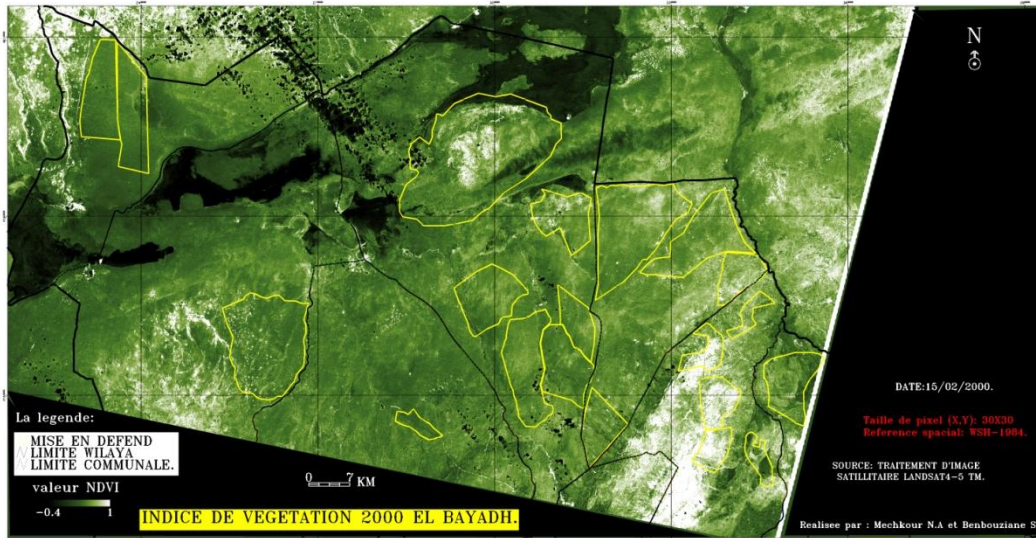 N
DATE:15/02/2000.
Taille de pixel (X,Y): 30X30
Reference spacial: WSH-1984.
SOURCE: TRAITEMENT D'IMAGE
SATILLITAIRE LANDSAT4-5 TM.
Realisee par : Mechkour N.A et Benbouziane S
La legende:
MISE EN DEFEND
LIMITE WILAYA
LIMITE COMMUNALE.
valeur NDVI
-0.4 1
0 7 KM
INDICE DE VEGETATION 2000 EL BAYADH.